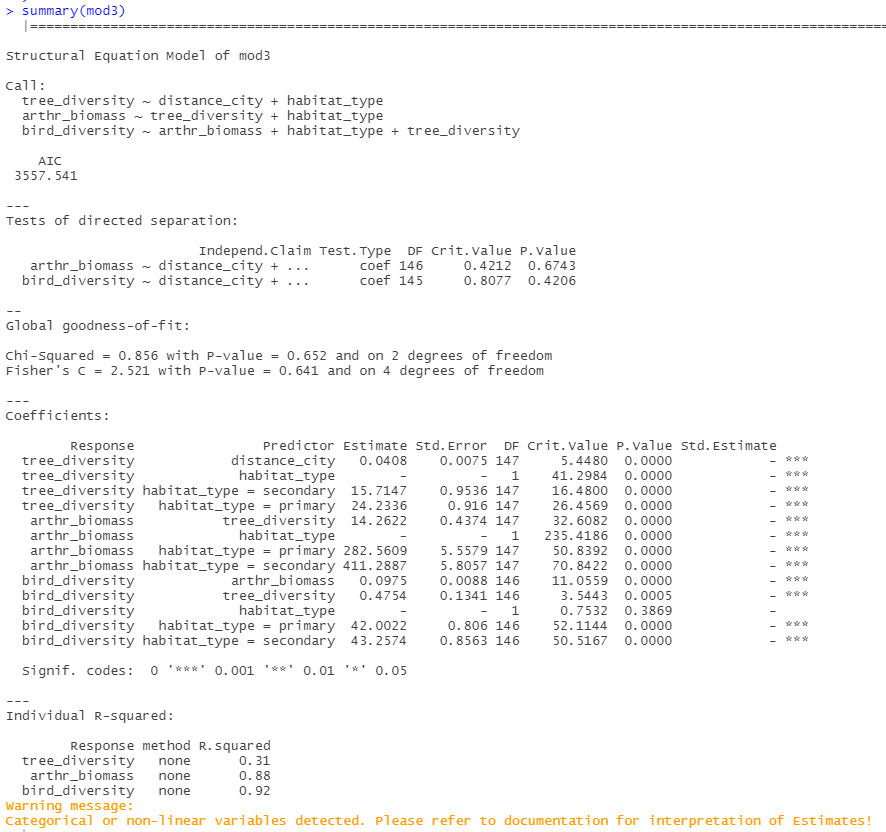 > summary(mod3)
|==========================================================================================================
Structural Equation Model of mod3
Call:
tree_diversity ~ distance_city + habitat_type
arthr_biomass ~ tree_diversity + habitat_type
bird_diversity ~ arthr_biomass + habitat_type + tree_diversity
AIC
3557.541
---
Tests of directed separation:
Independ.Claim Test.Type DF Crit.Value P.Value
arthr_biomass ~ distance_city + ... coef 146 0.4212 0.6743
bird_diversity ~ distance_city + ... coef 145 0.8077 0.4206
--
Global goodness-of-fit:
Chi-Squared = 0.856 with P-value = 0.652 and on 2 degrees of freedom
Fisher's C = 2.521 with P-value = 0.641 and on 4 degrees of freedom
---
Coefficients:
Response Predictor Estimate Std.Error DF Crit.Value P.Value Std.Estimate
tree_diversity distance_city 0.0408 0.0075 147 5.4480 0.0000 - ***
tree_diversity habitat_type - - 1 41.2984 0.0000 - ***
tree_diversity habitat_type = secondary 15.7147 0.9536 147 16.4800 0.0000 - ***
tree_diversity habitat_type = primary 24.2336 0.916 147 26.4569 0.0000 - ***
arthr_biomass tree_diversity 14.2622 0.4374 147 32.6082 0.0000 - ***
arthr_biomass habitat_type - - 1 235.4186 0.0000 - ***
arthr_biomass habitat_type = primary 282.5609 5.5579 147 50.8392 0.0000 - ***
arthr_biomass habitat_type = secondary 411.2887 5.8057 147 70.8422 0.0000 - ***
bird_diversity arthr_biomass 0.0975 0.0088 146 11.0559 0.0000 - ***
bird_diversity tree_diversity 0.4754 0.1341 146 3.5443 0.0005 - ***
bird_diversity habitat_type - - 1 0.7532 0.3869 -
bird_diversity habitat_type = primary 42.0022 0.806 146 52.1144 0.0000 - ***
bird_diversity habitat_type = secondary 43.2574 0.8563 146 50.5167 0.0000 - ***
Signif. codes: 0 '***' 0.001 '**' 0.01 '*' 0.05
---
Individual R-squared:
Response method R.squared
tree_diversity none 0.31
arthr_biomass none 0.88
bird_diversity none 0.92
Warning message:
Categorical or non-linear variables detected. Please refer to documentation for interpretation of Estimates!